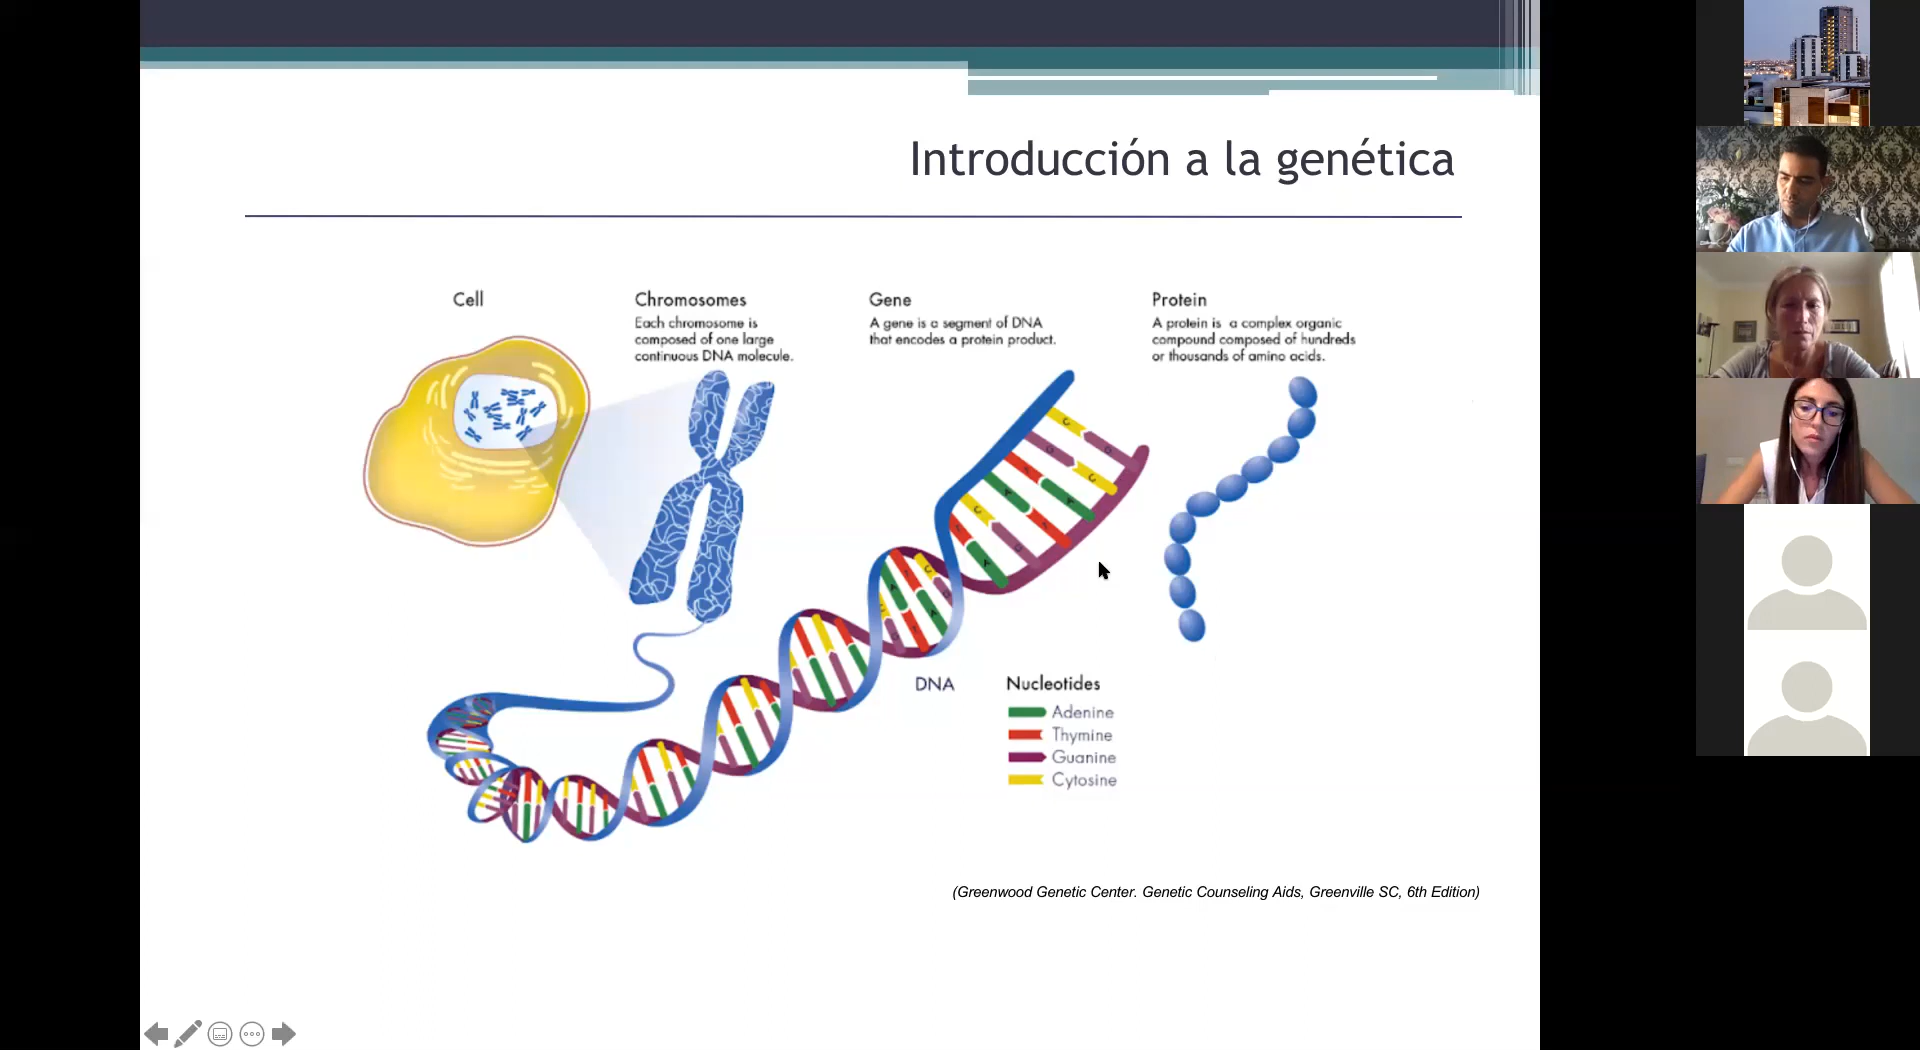 Introducción a la genética
Cell
Chromosomes
Each chromosome is
composed of one large
continuous DNA molecule.
Gene
A gene is a segment of DNA
that encodes a protein product.
Protein
A protein is a complex organic
compound composed of hundreds
or thousands of amino acids.
DNA
Nucleotides
Adenine
Thymine
Guanine
Cytosine
(Greenwood Genetic Center. Genetic Counseling Aids, Greenville SC, 6th Edition)